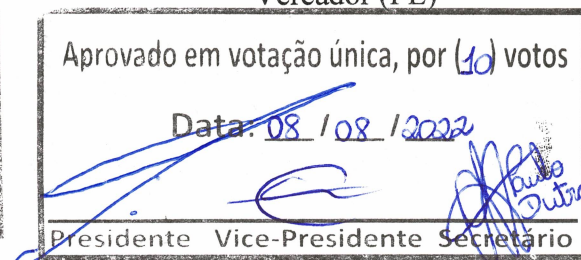 Vereador (PL)
Aprovado em votação única, por (10) votos
Data: 08 / 08 / 2022
Paulo
Dutra
Presidente Vice-Presidente Secretário